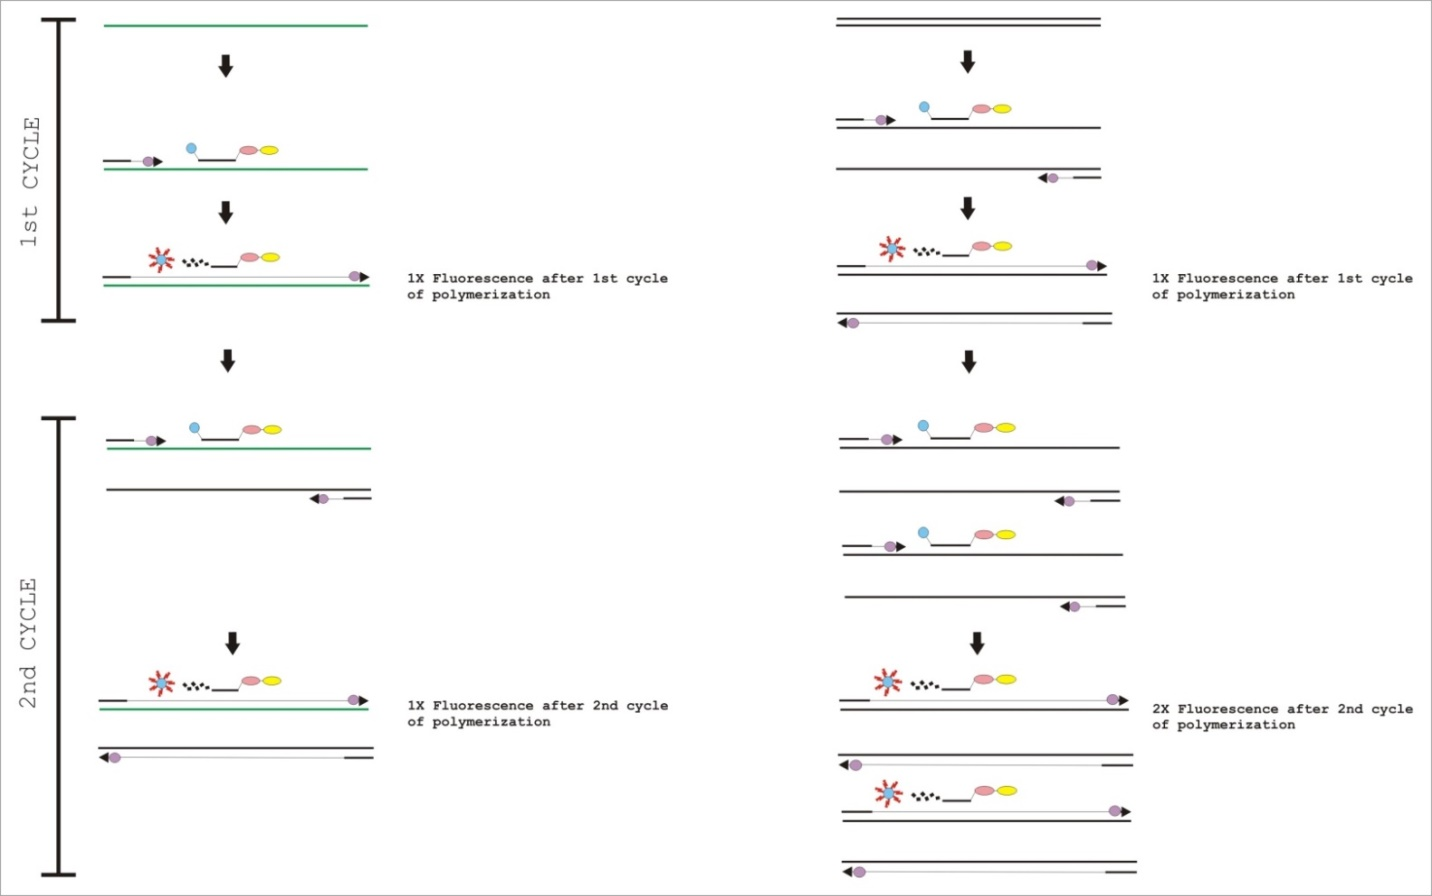 1st CYCLE
1X Fluorescence after 1st cycle
of polymerization
1X Fluorescence after 1st cycle
of polymerization
2nd CYCLE
1X Fluorescence after 2nd cycle
of polymerization
2X Fluorescence after 2nd cycle
of polymerization